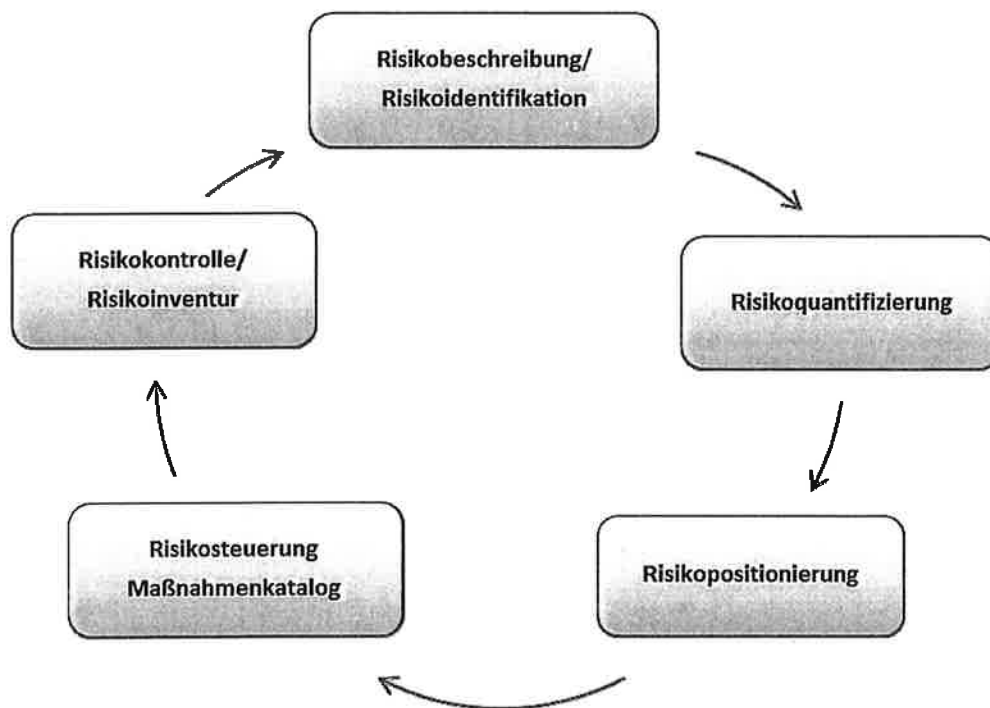 Risikobeschreibung/
Risikoidentifikation
Risikoquantifizierung
Risikopositionierung
Risikosteuerung
Maßnahmenkatalog
Risikokontrolle/
Risikoinventur